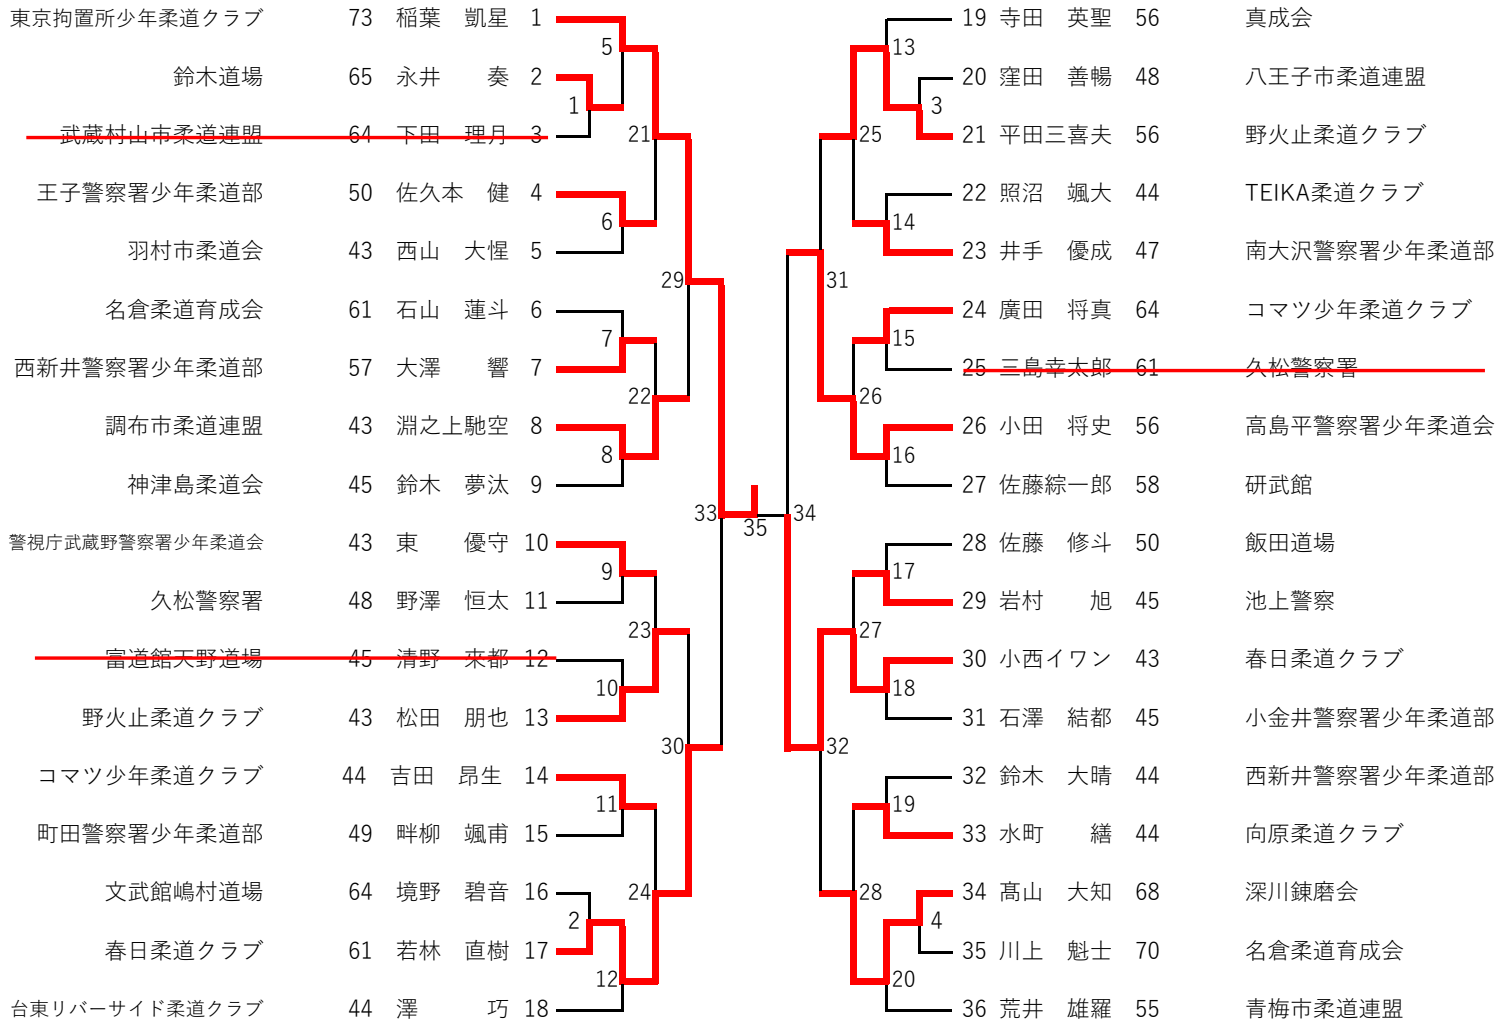 東京拘置所少年柔道クラブ 73 稲葉 凱星 1
鈴木道場 65 永井 奏 2
武蔵村山市柔道連盟 64 下田 理月 3
王子警察署少年柔道部 50 佐久本 健 4
羽村市柔道会 43 西山 大惺 5
名倉柔道育成会 61 石山 蓮斗 6
西新井警察署少年柔道部 57 大澤 響 7
調布市柔道連盟 43 淵之上馳空 8
神津島柔道会 45 鈴木 夢汰 9
警視庁武蔵野警察署少年柔道会 43 東 優守 10
久松警察署 48 野澤 恒太 11
富道館天野道場 45 清野 來都 12
野火止柔道クラブ 43 松田 朋也 13
コマツ少年柔道クラブ 44 吉田 昂生 14
町田警察署少年柔道部 49 畔柳 颯甫 15
文武館嶋村道場 64 境野 碧音 16
春日柔道クラブ 61 若林 直樹 17
台東リバーサイド柔道クラブ 44 澤 巧 18
5
1
21
6
29
7
22
8
33
9
23
10
30
11
24
2
12
35
13
3
25
14
31
15
26
16
34
17
27
18
32
19
28
4
20
19 寺田 英聖 56 真成会
20 窪田 善暢 48 八王子市柔道連盟
21 平田三喜夫 56 野火止柔道クラブ
22 照沼 颯大 44 TEIKA柔道クラブ
23 井手 優成 47 南大沢警察署少年柔道部
24 廣田 将真 64 コマツ少年柔道クラブ
25 三島幸太郎 61 久松警察署
26 小田 将史 56 高島平警察署少年柔道会
27 佐藤綜一郎 58 研武館
28 佐藤 修斗 50 飯田道場
29 岩村 旭 45 池上警察
30 小西イワン 43 春日柔道クラブ
31 石澤 結都 45 小金井警察署少年柔道部
32 鈴木 大晴 44 西新井警察署少年柔道部
33 水町 繕 44 向原柔道クラブ
34 髙山 大知 68 深川錬磨会
35 川上 魁士 70 名倉柔道育成会
36 荒井 雄羅 55 青梅市柔道連盟